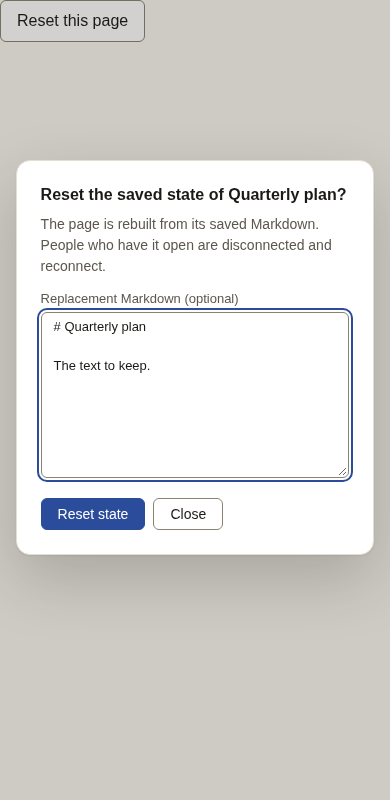 Reset this page
Reset the saved state of Quarterly plan?
The page is rebuilt from its saved Markdown.
People who have it open are disconnected and
reconnect.
Replacement Markdown (optional)
# Quarterly plan
The text to keep.
Reset state
Close